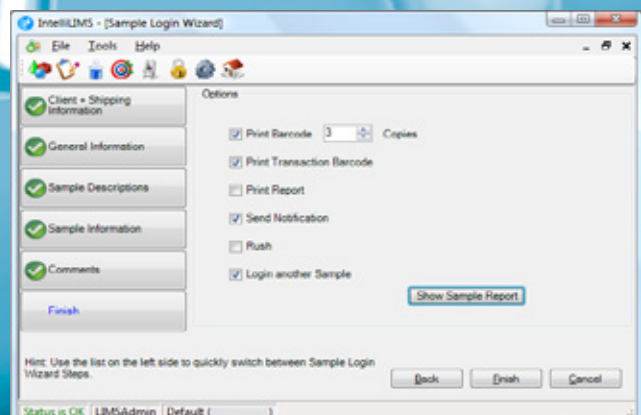 IntelliLIMS - [Sample Login Wizard]
File Tools Help
Options
Client + Shipping
Information
General Information
Sample Descriptions
Sample Information
Comments
Finish
Print Barcode 3 Copies
Print Transaction Barcode
Print Report
Send Notification
Rush
Login another Sample
Show Sample Report
Hint: Use the list on the left side to quickly switch between Sample Login
Wizard Steps.
Back Finish Cancel
Status is OK LIMSAdmin Default ( )